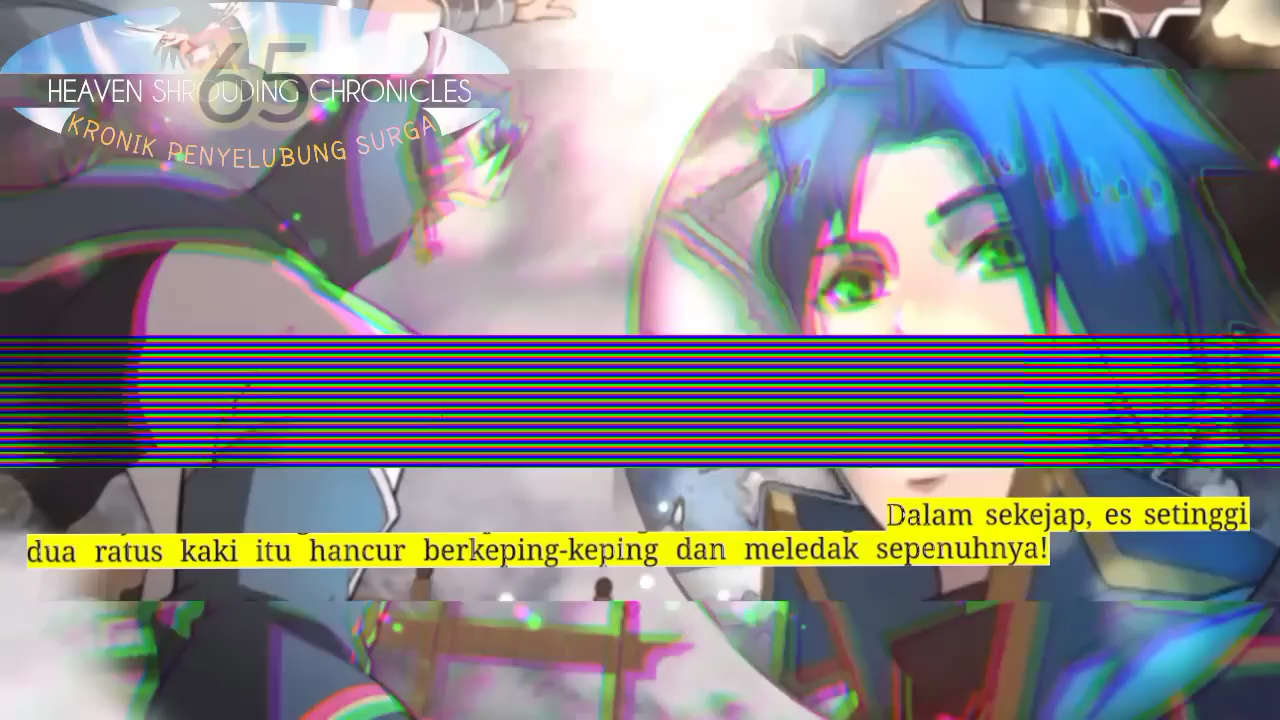 65
HEAVEN SHROUDING CHRONICLES
KRONIK PENYELUBUNG SURGA
Dalam sekejap, es setinggi
dua ratus kaki itu hancur berkeping-keping dan meledak sepenuhnya!